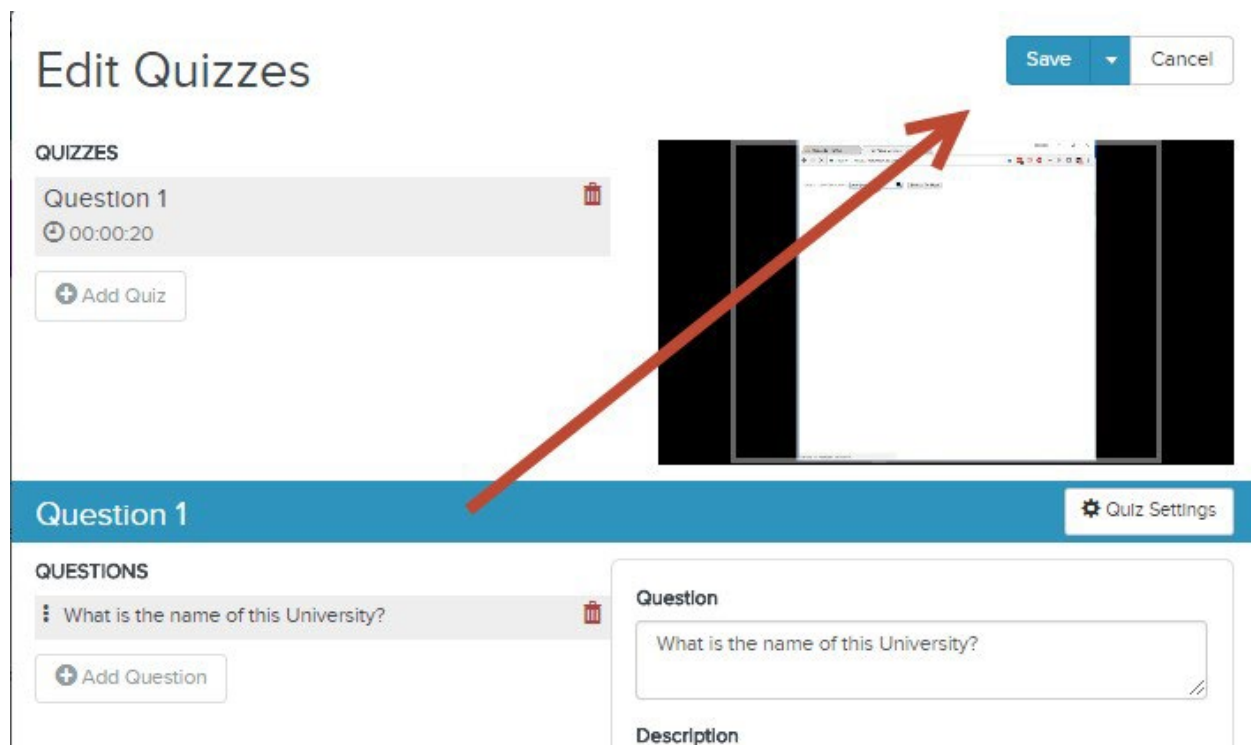 Edit Quizzes
Save
Cancel
QUIZZES
Question 1
00:00:20
Add Quiz
Question 1
Quiz Settings
QUESTIONS
What is the name of this University?
Add Question
Question
What is the name of this University?
Description